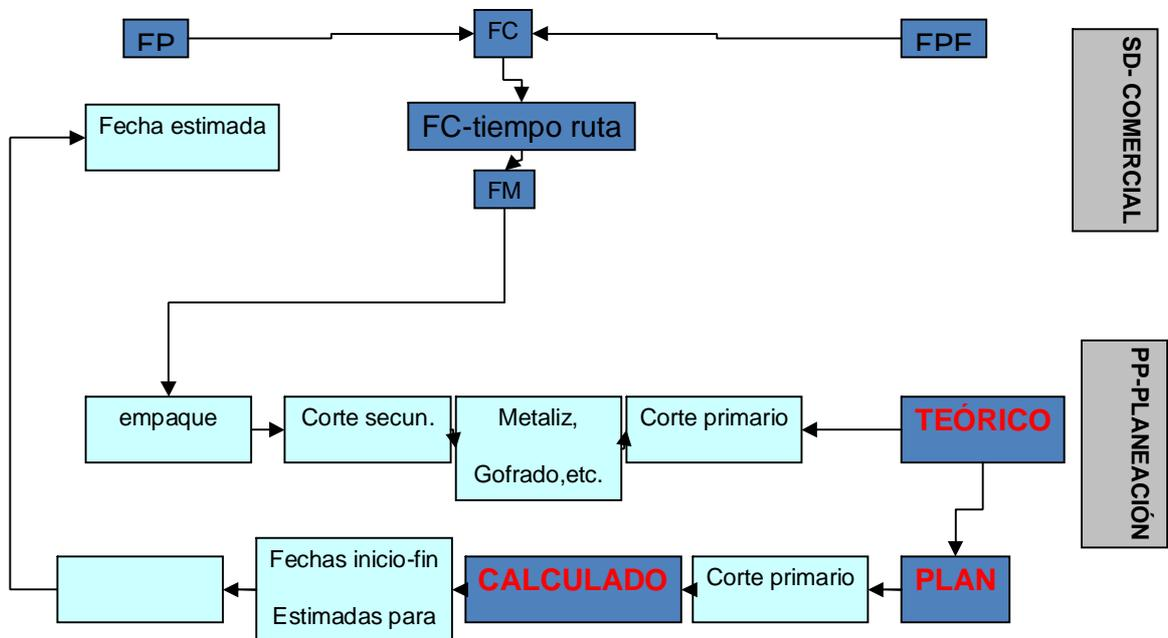 FP
FC
FPF
SD- COMERCIAL
Fecha estimada
FC-tiempo ruta
FM
PP-PLANEACIÓN
empaque
Corte secun.
Metaliz,
Gofrado,etc.
Corte primario
TEÓRICO
Fechas inicio-fin
Estimadas para
CALCULADO
Corte primario
PLAN